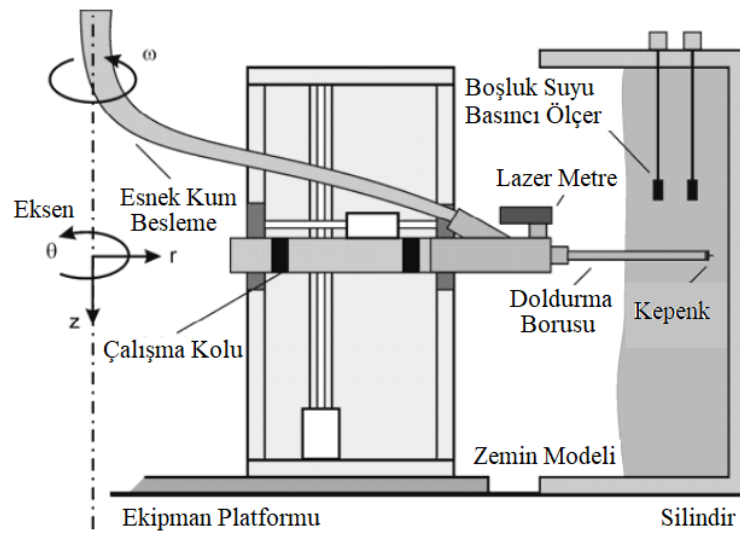 ω
Boşluk Suyu
Basıncı Ölçer
Esnek Kum
Besleme
Lazer Metre
Eksen
θ
r
z
Doldurma
Borusu
Kepenk
Çalışma Kolu
Zemin Modeli
Ekipman Platformu
Silindir